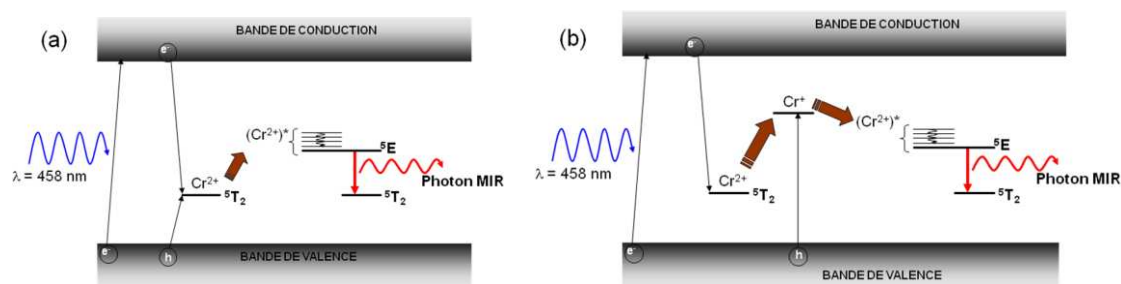 (a)
BANDE DE CONDUCTION
e-
λ = 458 nm
(Cr²⁺)*
⁵E
Photon MIR
Cr²⁺
⁵T₂
⁵T₂
e-
h
BANDE DE VALENCE
(b)
BANDE DE CONDUCTION
e-
Cr⁺
(Cr²⁺)*
⁵E
λ = 458 nm
Cr²⁺
Photon MIR
⁵T₂
⁵T₂
e-
h
BANDE DE VALENCE